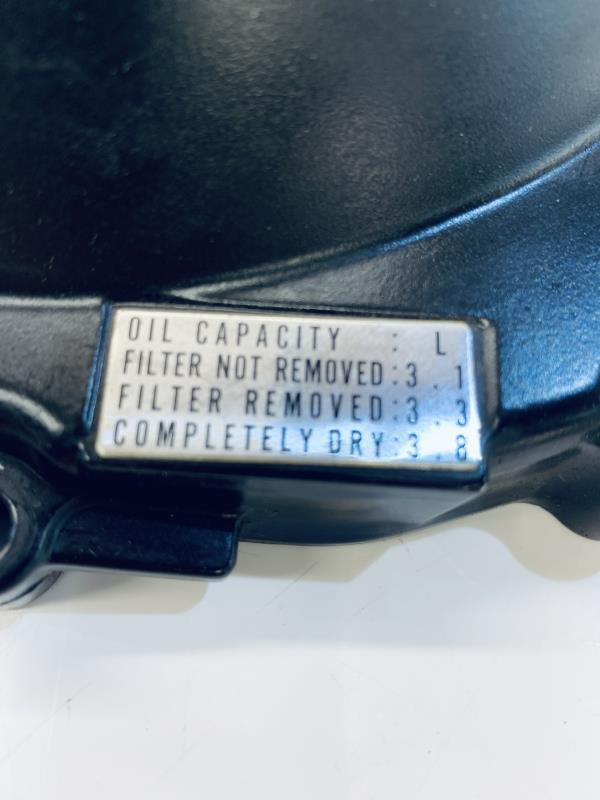 OIL CAPACITY : L
FILTER NOT REMOVED : 3.1
FILTER REMOVED : 3.3
COMPLETELY DRY : 3.8